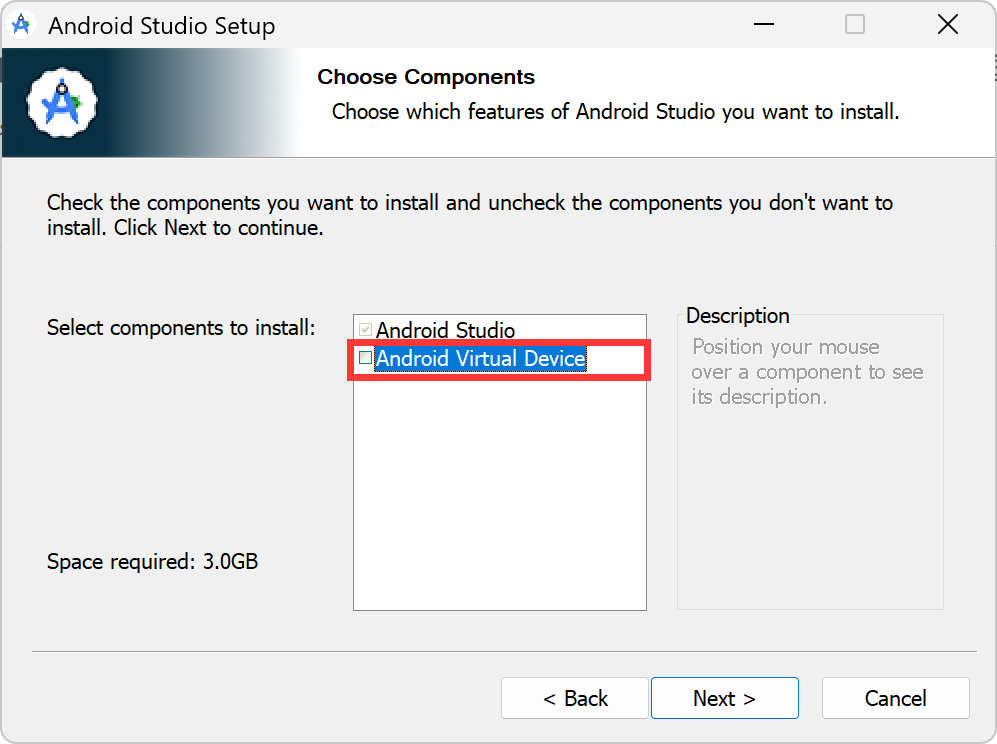 Android Studio Setup
Choose Components
Choose which features of Android Studio you want to install.
Check the components you want to install and uncheck the components you don't want to
install. Click Next to continue.
Select components to install:
Android Studio
Android Virtual Device
Description
Position your mouse
over a component to see
its description.
Space required: 3.0GB
< Back
Next >
Cancel